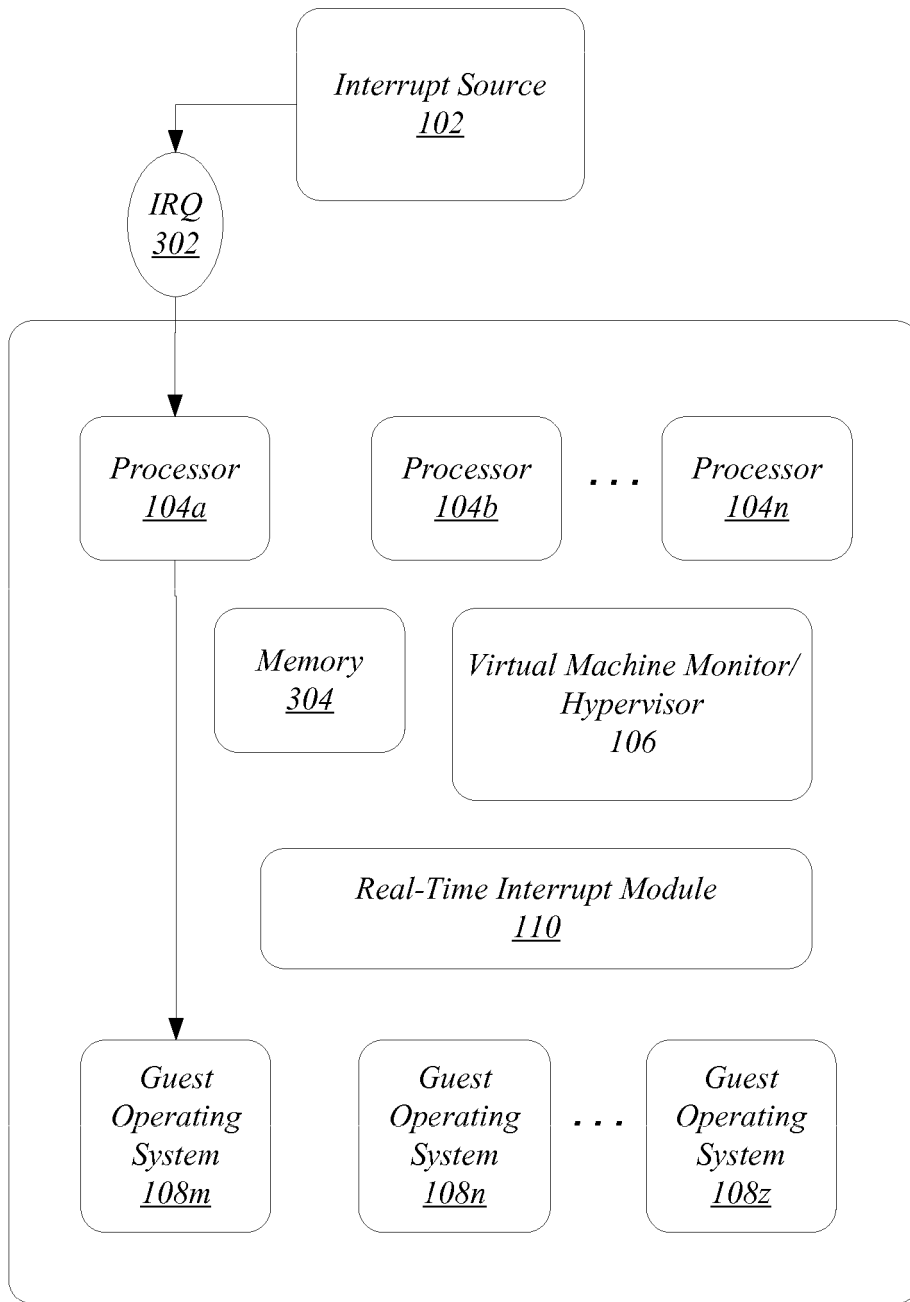 Interrupt Source
102
IRQ
302
Processor
104a
Processor
104b
...
Processor
104n
Memory
304
Virtual Machine Monitor/
Hypervisor
106
Real-Time Interrupt Module
110
Guest
Operating
System
108m
Guest
Operating
System
108n
...
Guest
Operating
System
108z